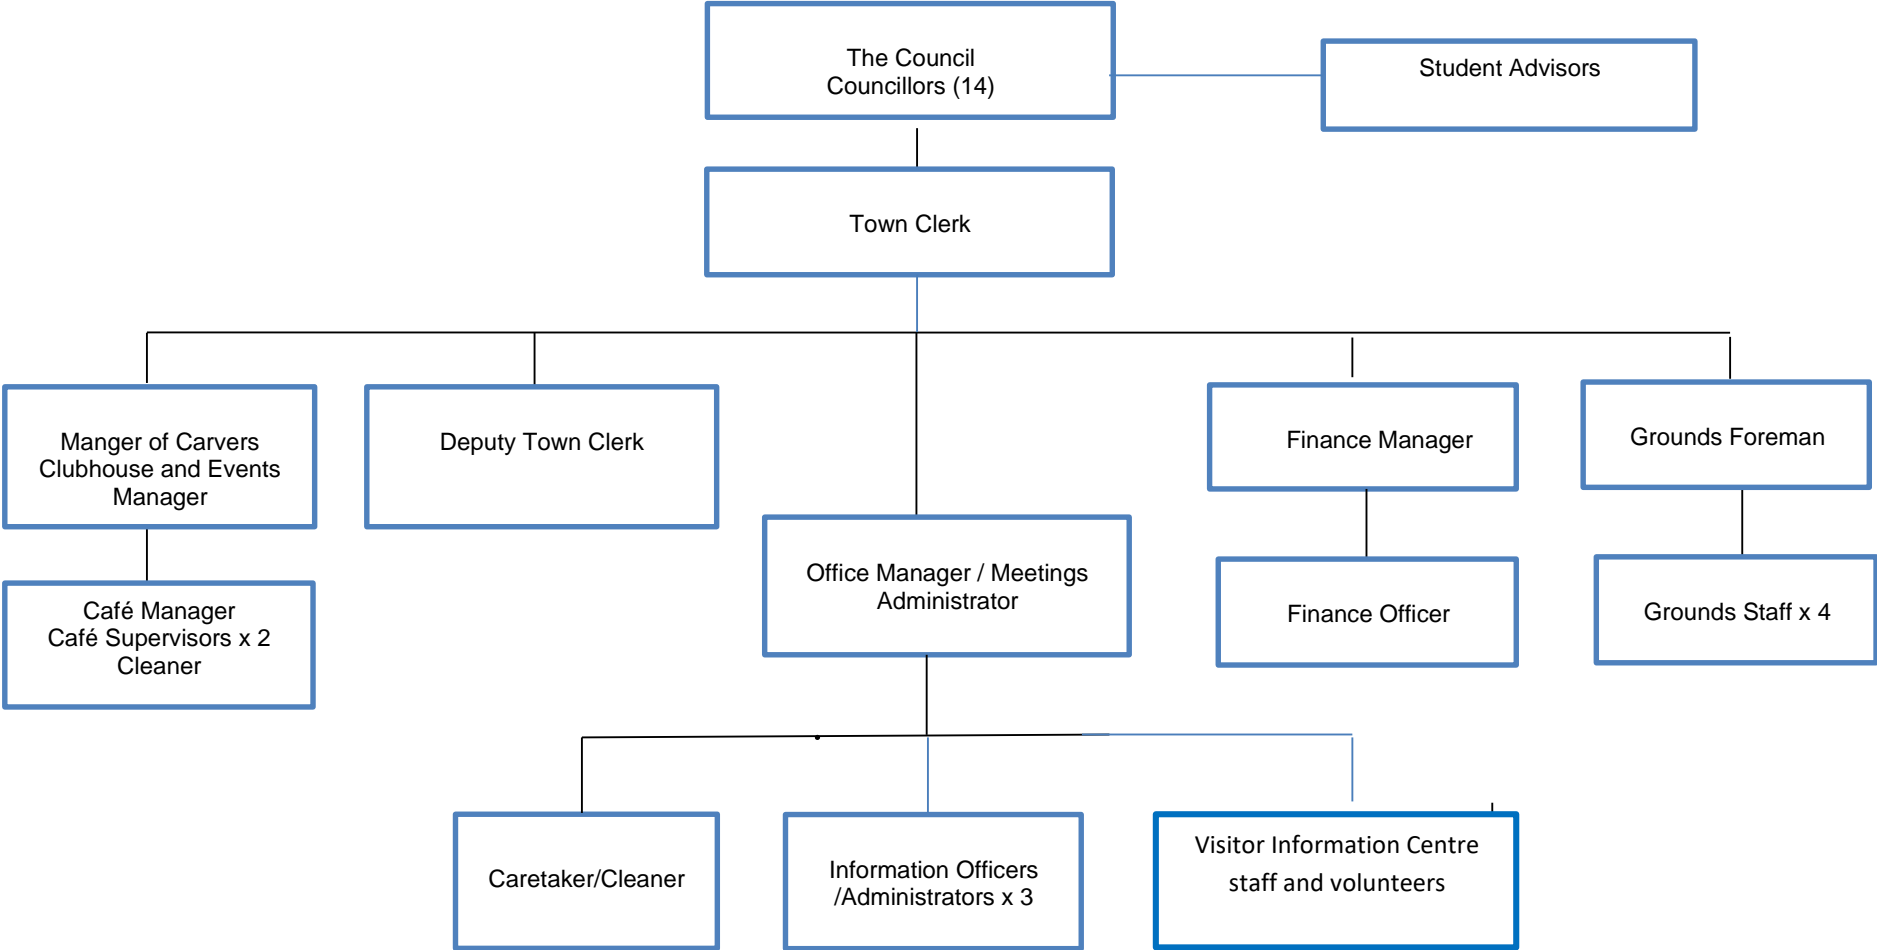 The Council
Councillors (14)
Student Advisors
Town Clerk
Manger of Carvers
Clubhouse and Events
Manager
Deputy Town Clerk
Finance Manager
Grounds Foreman
Office Manager / Meetings
Administrator
Café Manager
Café Supervisors x 2
Cleaner
Finance Officer
Grounds Staff x 4
Caretaker/Cleaner
Information Officers
/Administrators x 3
Visitor Information Centre
staff and volunteers